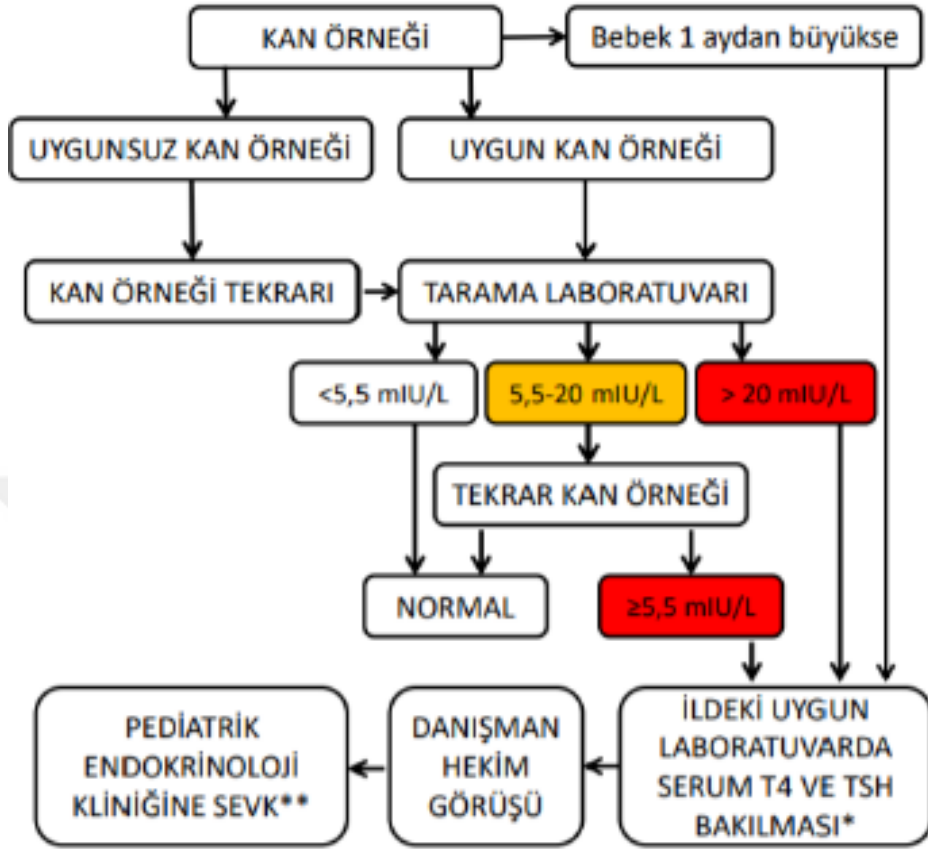 KAN ÖRNEĞİ
Bebek 1 aydan büyükse
UYGUNSUZ KAN ÖRNEĞİ
UYGUN KAN ÖRNEĞİ
KAN ÖRNEĞİ TEKRARI
TARAMA LABORATUVARI
<5,5 mIU/L
5,5-20 mIU/L
> 20 mIU/L
TEKRAR KAN ÖRNEĞİ
NORMAL
≥5,5 mIU/L
PEDİATRİK
ENDOKRİNOLOJİ
KLİNİĞİNE SEVK**
DANIŞMAN
HEKİM
GÖRÜŞÜ
İLDEKİ UYGUN
LABORATUVARDA
SERUM T4 VE TSH
BAKILMASI*